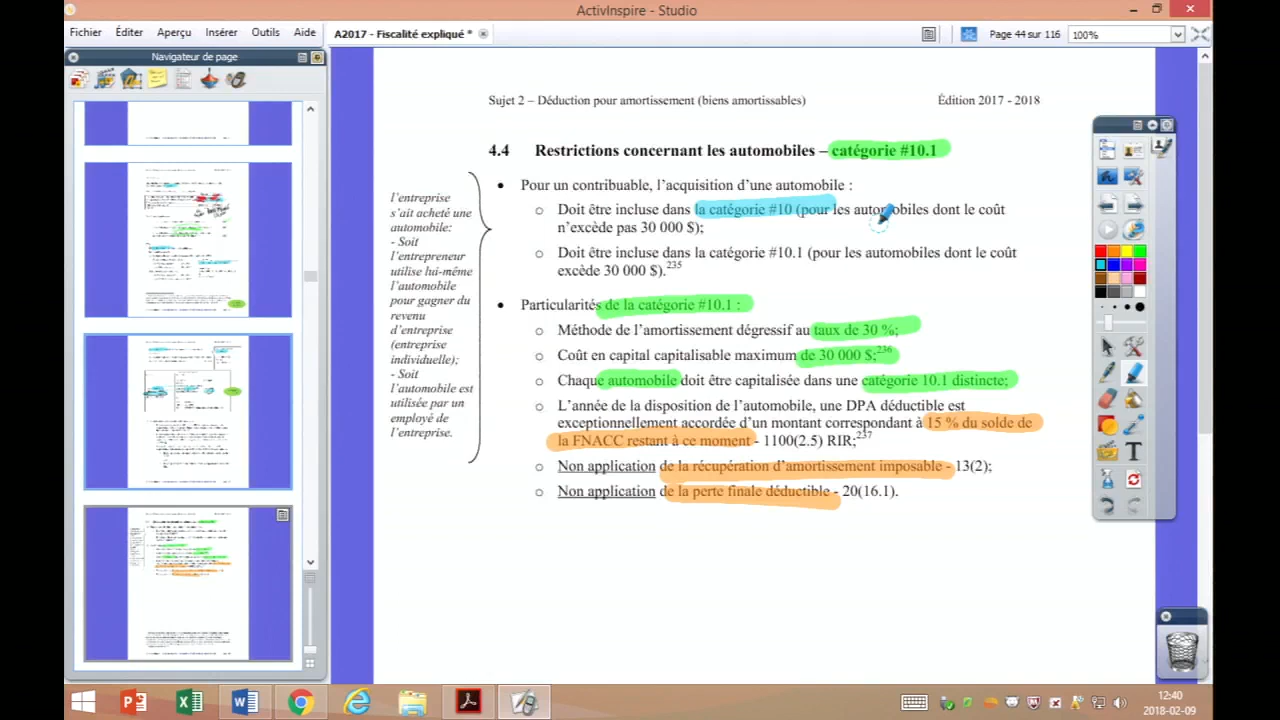 ActivInspire - Studio
Fichier Éditer Aperçu Insérer Outils Aide
A2017 - Fiscalité expliqué *
Page 44 sur 116
100%
Navigateur de page
Sujet 2 – Déduction pour amortissement (biens amortissables)
Édition 2017 - 2018
4.4 Restrictions concernant les automobiles – catégorie #10.1
l'entreprise
s'ait acheté une
automobile:
- Soit
l'entrepreneur
utilise lui-même
l'automobile
pour gagner du
revenu
d'entreprise
(entreprise
individuelle);
- Soit
l'automobile est
utilisée par un
employé de
l'entreprise.
• Pour un contribuable, l'acquisition d'une automobile :
o Doit être incluse dans la catégorie #10 (pour les automobiles dont le coût
n'excède pas 30 000 $);
o Doit être incluse dans la catégorie #10.1 (pour les automobiles dont le coût
excède 30 000 $).235
• Particularités de la catégorie #10.1 :
o Méthode de l'amortissement dégressif au taux de 30 %;
o Coût en capital capitalisable maximum de 30 000 $;236
o Chaque automobile doit être capitalisée dans une catégorie 10.1 distincte;
o L'année de la disposition de l'automobile, une DPA déductible est
exceptionnellement accordée d'un montant correspondant à 15 % du solde de
la FNACC restant à ce moment - 1100(2.5) RIR;237
o Non application de la récupération d'amortissement imposable - 13(2);
o Non application de la perte finale déductible - 20(16.1).
12:40
2018-02-09